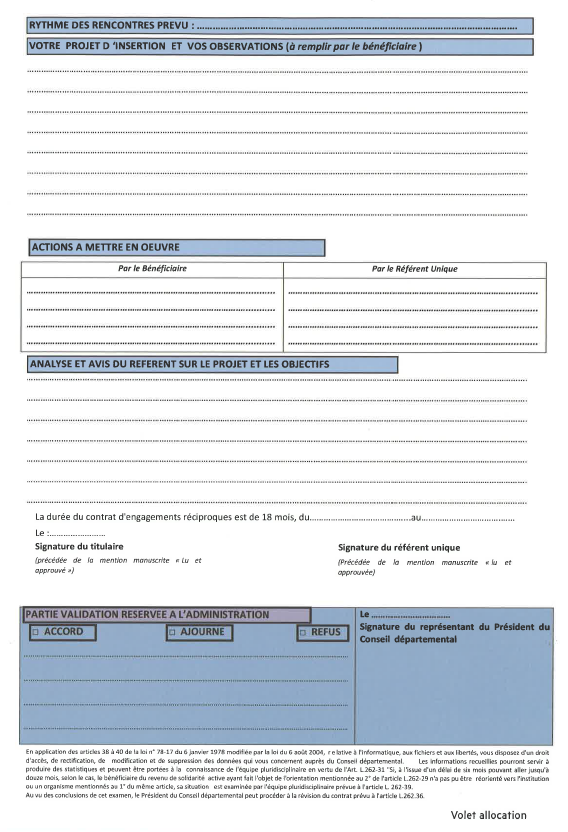 RYTHME DES RENCONTRES PREVU : ........................................................................................................
VOTRE PROJET D 'INSERTION ET VOS OBSERVATIONS (à remplir par le bénéficiaire )
ACTIONS A METTRE EN OEUVRE
Par le Bénéficiaire
Par le Référent Unique
ANALYSE ET AVIS DU REFERENT SUR LE PROJET ET LES OBJECTIFS
La durée du contrat d'engagements réciproques est de 18 mois, du.......................................au....................................
Le :......................
Signature du titulaire
(précédée de la mention manuscrite « Lu et
approuvé »)
Signature du référent unique
(Précédée de la mention manuscrite « lu et
approuvée)
PARTIE VALIDATION RESERVEE A L'ADMINISTRATION
□ ACCORD
□ AJOURNE
□ REFUS
Le ..............................
Signature du représentant du Président du
Conseil départemental
En application des articles 38 à 40 de la loi n° 78-17 du 6 janvier 1978 modifiée par la loi du 6 août 2004, r elative à l'informatique, aux fichiers et aux libertés, vous disposez d'un droit
d'accès, de rectification, de modification et de suppression des données qui vous concernent auprès du Conseil départemental. Les informations recueillies pourront servir à
produire des statistiques et peuvent être portées à la connaissance de l'équipe pluridisciplinaire en vertu de l'Art. L.262-31 "Si, à l'issue d'un délai de six mois pouvant aller jusqu'à
douze mois, selon le cas, le bénéficiaire du revenu de solidarité active ayant fait l'objet de l'orientation mentionnée au 2° de l'article L.262-29 n'a pas pu être réorienté vers l'institution
ou un organisme mentionnés au 1° du même article, sa situation est examinée par l'équipe pluridisciplinaire prévue à l'article L. 262-39.
Au vu des conclusions de cet examen, le Président du Conseil départemental peut procéder à la révision du contrat prévu à l'article L.262.36.
Volet allocation